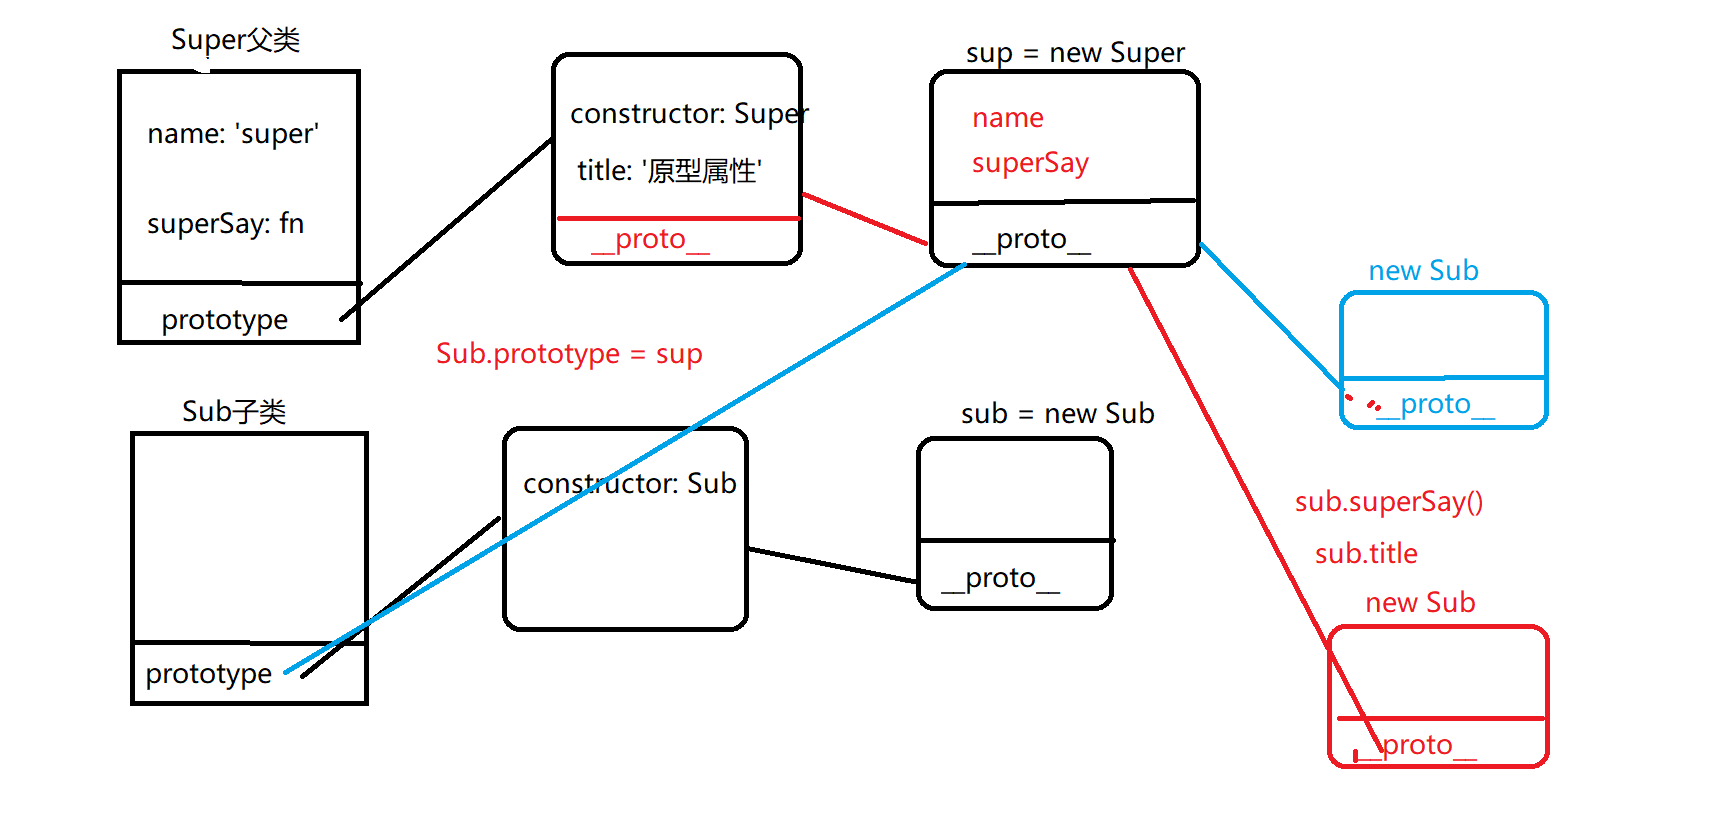 Super父类
name: 'super'
superSay: fn
prototype
constructor: Super
title: '原型属性'
__proto__
sup = new Super
name
superSay
__proto__
new Sub
__proto__
Sub.prototype = sup
Sub子类
prototype
constructor: Sub
sub = new Sub
__proto__
sub.superSay()
sub.title
new Sub
__proto__